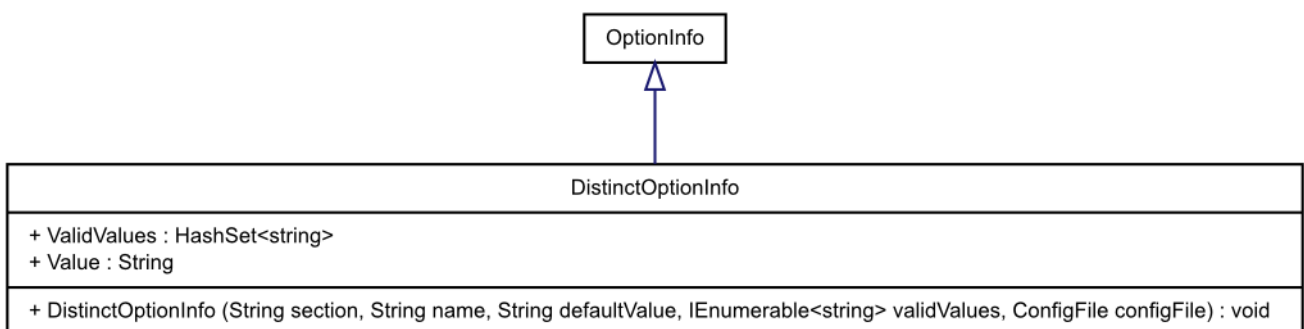 OptionInfo
DistinctOptionInfo
+ ValidValues : HashSet<string>
+ Value : String
+ DistinctOptionInfo (String section, String name, String defaultValue, IEnumerable<string> validValues, ConfigFile configFile) : void